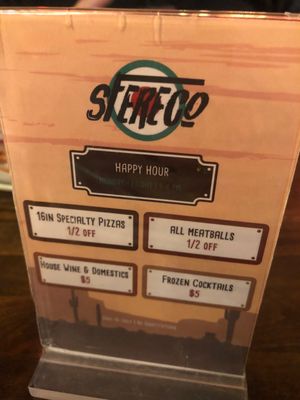 STEREO
HAPPY HOUR
16IN SPECIALTY PIZZAS
1/2 OFF
ALL MEATBALLS
1/2 OFF
HOUSE WINE & DOMESTICS
$5
FROZEN COCKTAILS
$5